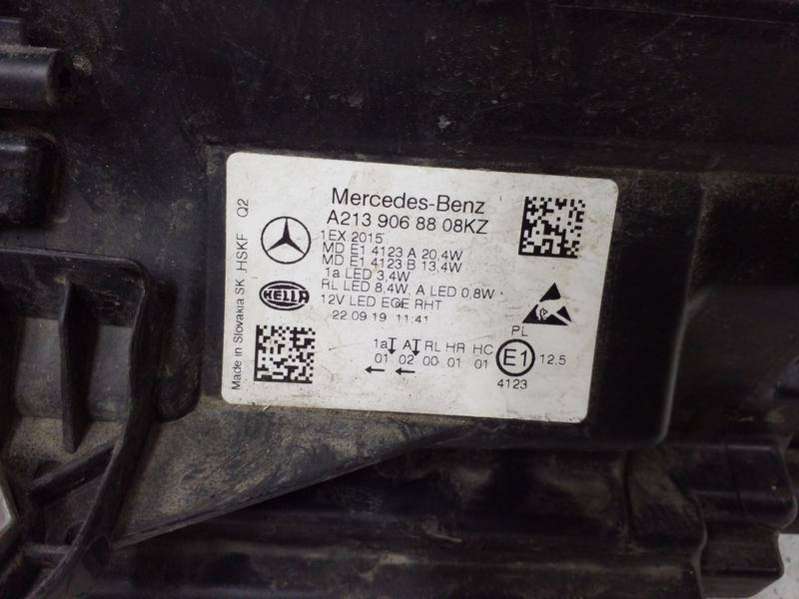 Mercedes-Benz
A213 906 88 08KZ
1EX 2015
MD E1 4123 A 20,4W
MD E1 4123 B 13,4W
1a LED 3,4W
RL LED 8,4W, A LED 0,8W
12V LED ECE RHT
22.09.19 11:41
HELLA
Made in Slovakia SK HSKF Q2
1a A RL HR HC
01 02 00 01 01
PL
E1 12.5
4123